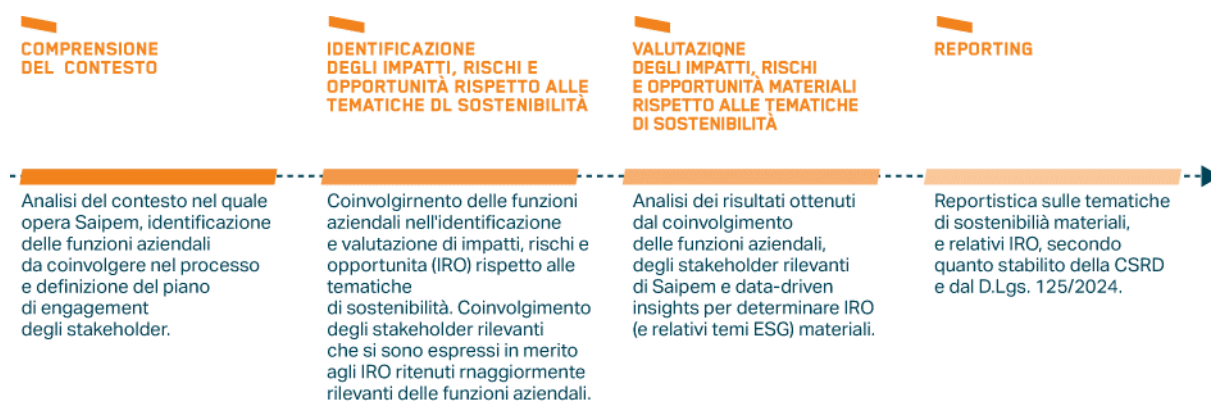 COMPRENSIONE
DEL CONTESTO
Analisi del contesto nel quale
opera Saipem, identificazione
delle funzioni aziendali
da coinvolgere nel processo
e definizione del piano
di engagement
degli stakeholder.
IDENTIFICAZIONE
DEGLI IMPATTI, RISCHI E
OPPORTUNITÀ RISPETTO ALLE
TEMATICHE DL SOSTENIBILITÀ
Coinvolgirnento delle funzioni
aziendali nell'identificazione
e valutazione di impatti, rischi e
opportunita (IRO) rispetto alle
tematiche
di sostenibilità. Coinvolgimento
degli stakeholder rilevanti
che si sono espressi in merito
agli IRO ritenuti rnaggiormente
rilevanti delle funzioni aziendali.
VALUTAZIQNE
DEGLI IMPATTI, RISCHI
E OPPORTUNITÀ MATERIALI
RISPETTO ALLE TEMATICHE
DI SOSTENIBILITÀ
Analisi dei risultati ottenuti
dal coinvolgimento
delle funzioni aziendali,
degli stakeholder rilevanti
di Saipem e data-driven
insights per determinare IRO
(e relativi temi ESG) materiali.
REPORTING
Reportistica sulle tematiche
di sostenibilià materiali,
e relativi IRO, secondo
quanto stabilito della CSRD
e dal D.Lgs. 125/2024.